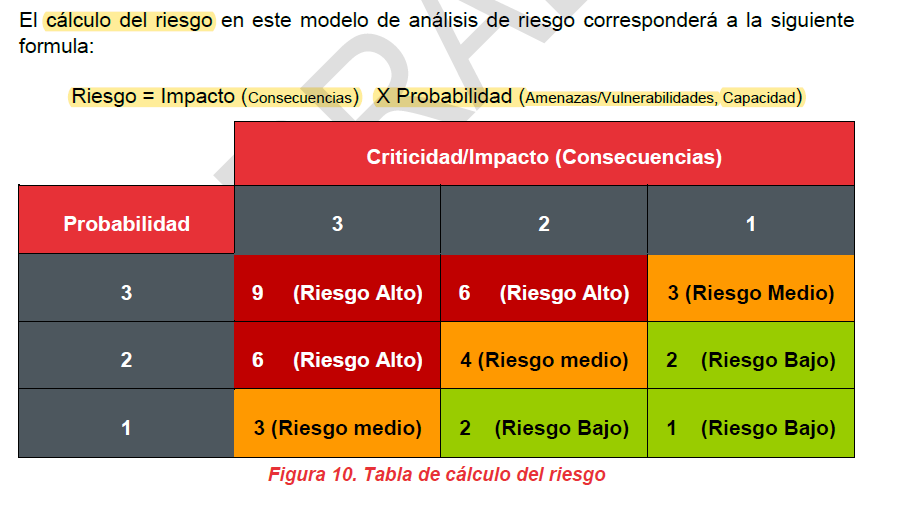 El cálculo del riesgo en este modelo de análisis de riesgo corresponderá a la siguiente
formula:
Riesgo = Impacto (Consecuencias) X Probabilidad (Amenazas/Vulnerabilidades, Capacidad)
Criticidad/Impacto (Consecuencias)
Probabilidad 3 2 1
3 9 (Riesgo Alto) 6 (Riesgo Alto) 3 (Riesgo Medio)
2 6 (Riesgo Alto) 4 (Riesgo medio) 2 (Riesgo Bajo)
1 3 (Riesgo medio) 2 (Riesgo Bajo) 1 (Riesgo Bajo)
Figura 10. Tabla de cálculo del riesgo